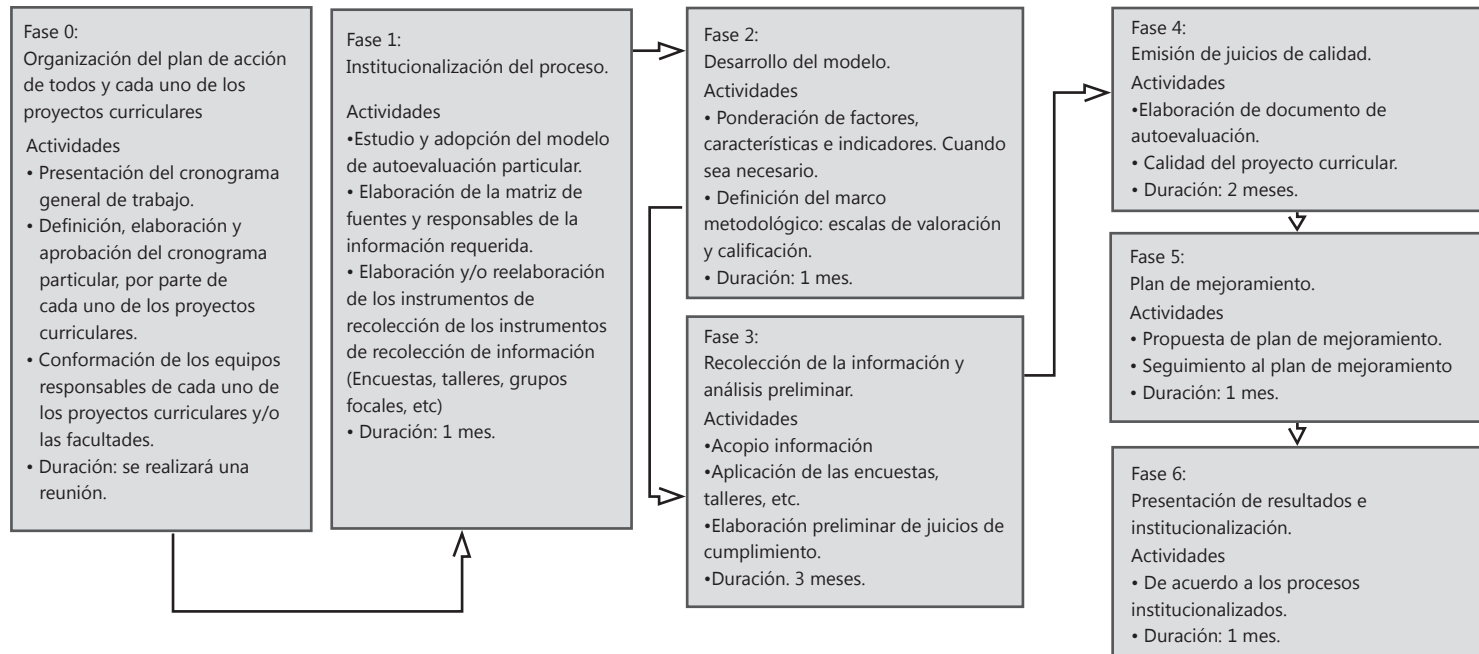 Fase 0:
Organización del plan de acción
de todos y cada uno de los
proyectos curriculares
Actividades
• Presentación del cronograma
general de trabajo.
• Definición, elaboración y
aprobación del cronograma
particular, por parte de
cada uno de los proyectos
curriculares.
• Conformación de los equipos
responsables de cada uno de
los proyectos curriculares y/o
las facultades.
• Duración: se realizará una
reunión.
Fase 1:
Institucionalización del proceso.
Actividades
•Estudio y adopción del modelo
de autoevaluación particular.
• Elaboración de la matriz de
fuentes y responsables de la
información requerida.
• Elaboración y/o reelaboración
de los instrumentos de
recolección de los instrumentos
de recolección de información
(Encuestas, talleres, grupos
focales, etc)
• Duración: 1 mes.
Fase 2:
Desarrollo del modelo.
Actividades
• Ponderación de factores,
características e indicadores. Cuando
sea necesario.
• Definición del marco
metodológico: escalas de valoración
y calificación.
• Duración: 1 mes.
Fase 3:
Recolección de la información y
análisis preliminar.
Actividades
•Acopio información
•Aplicación de las encuestas,
talleres, etc.
•Elaboración preliminar de juicios de
cumplimiento.
•Duración. 3 meses.
Fase 4:
Emisión de juicios de calidad.
Actividades
•Elaboración de documento de
autoevaluación.
• Calidad del proyecto curricular.
• Duración: 2 meses.
Fase 5:
Plan de mejoramiento.
Actividades
• Propuesta de plan de mejoramiento.
• Seguimiento al plan de mejoramiento
• Duración: 1 mes.
Fase 6:
Presentación de resultados e
institucionalización.
Actividades
• De acuerdo a los procesos
institucionalizados.
• Duración: 1 mes.